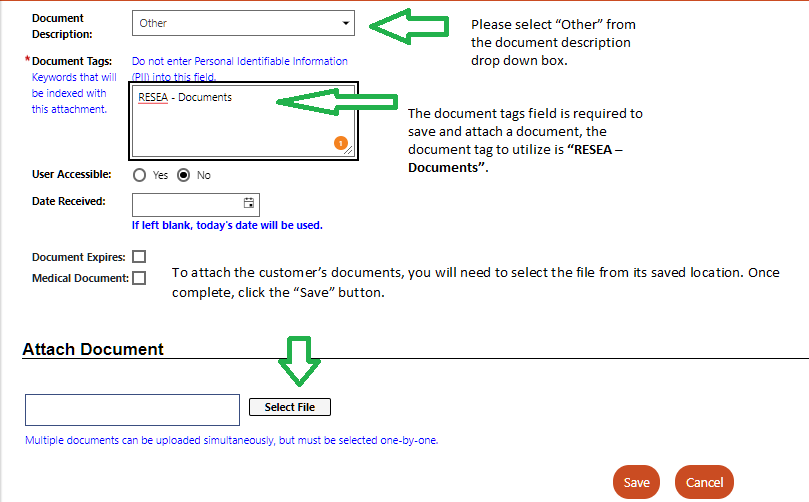 Document
Description:
Other
Please select “Other” from
the document description
drop down box.
*Document Tags:
Keywords that will
be indexed with
this attachment.
Do not enter Personal Identifiable Information
(PII) into this field.
RESEA - Documents
1
The document tags field is required to
save and attach a document, the
document tag to utilize is “RESEA –
Documents”.
User Accessible:
Yes
No
Date Received:
If left blank, today's date will be used.
Document Expires:
Medical Document:
To attach the customer’s documents, you will need to select the file from its saved location. Once
complete, click the “Save” button.
Attach Document
Select File
Multiple documents can be uploaded simultaneously, but must be selected one-by-one.
Save
Cancel